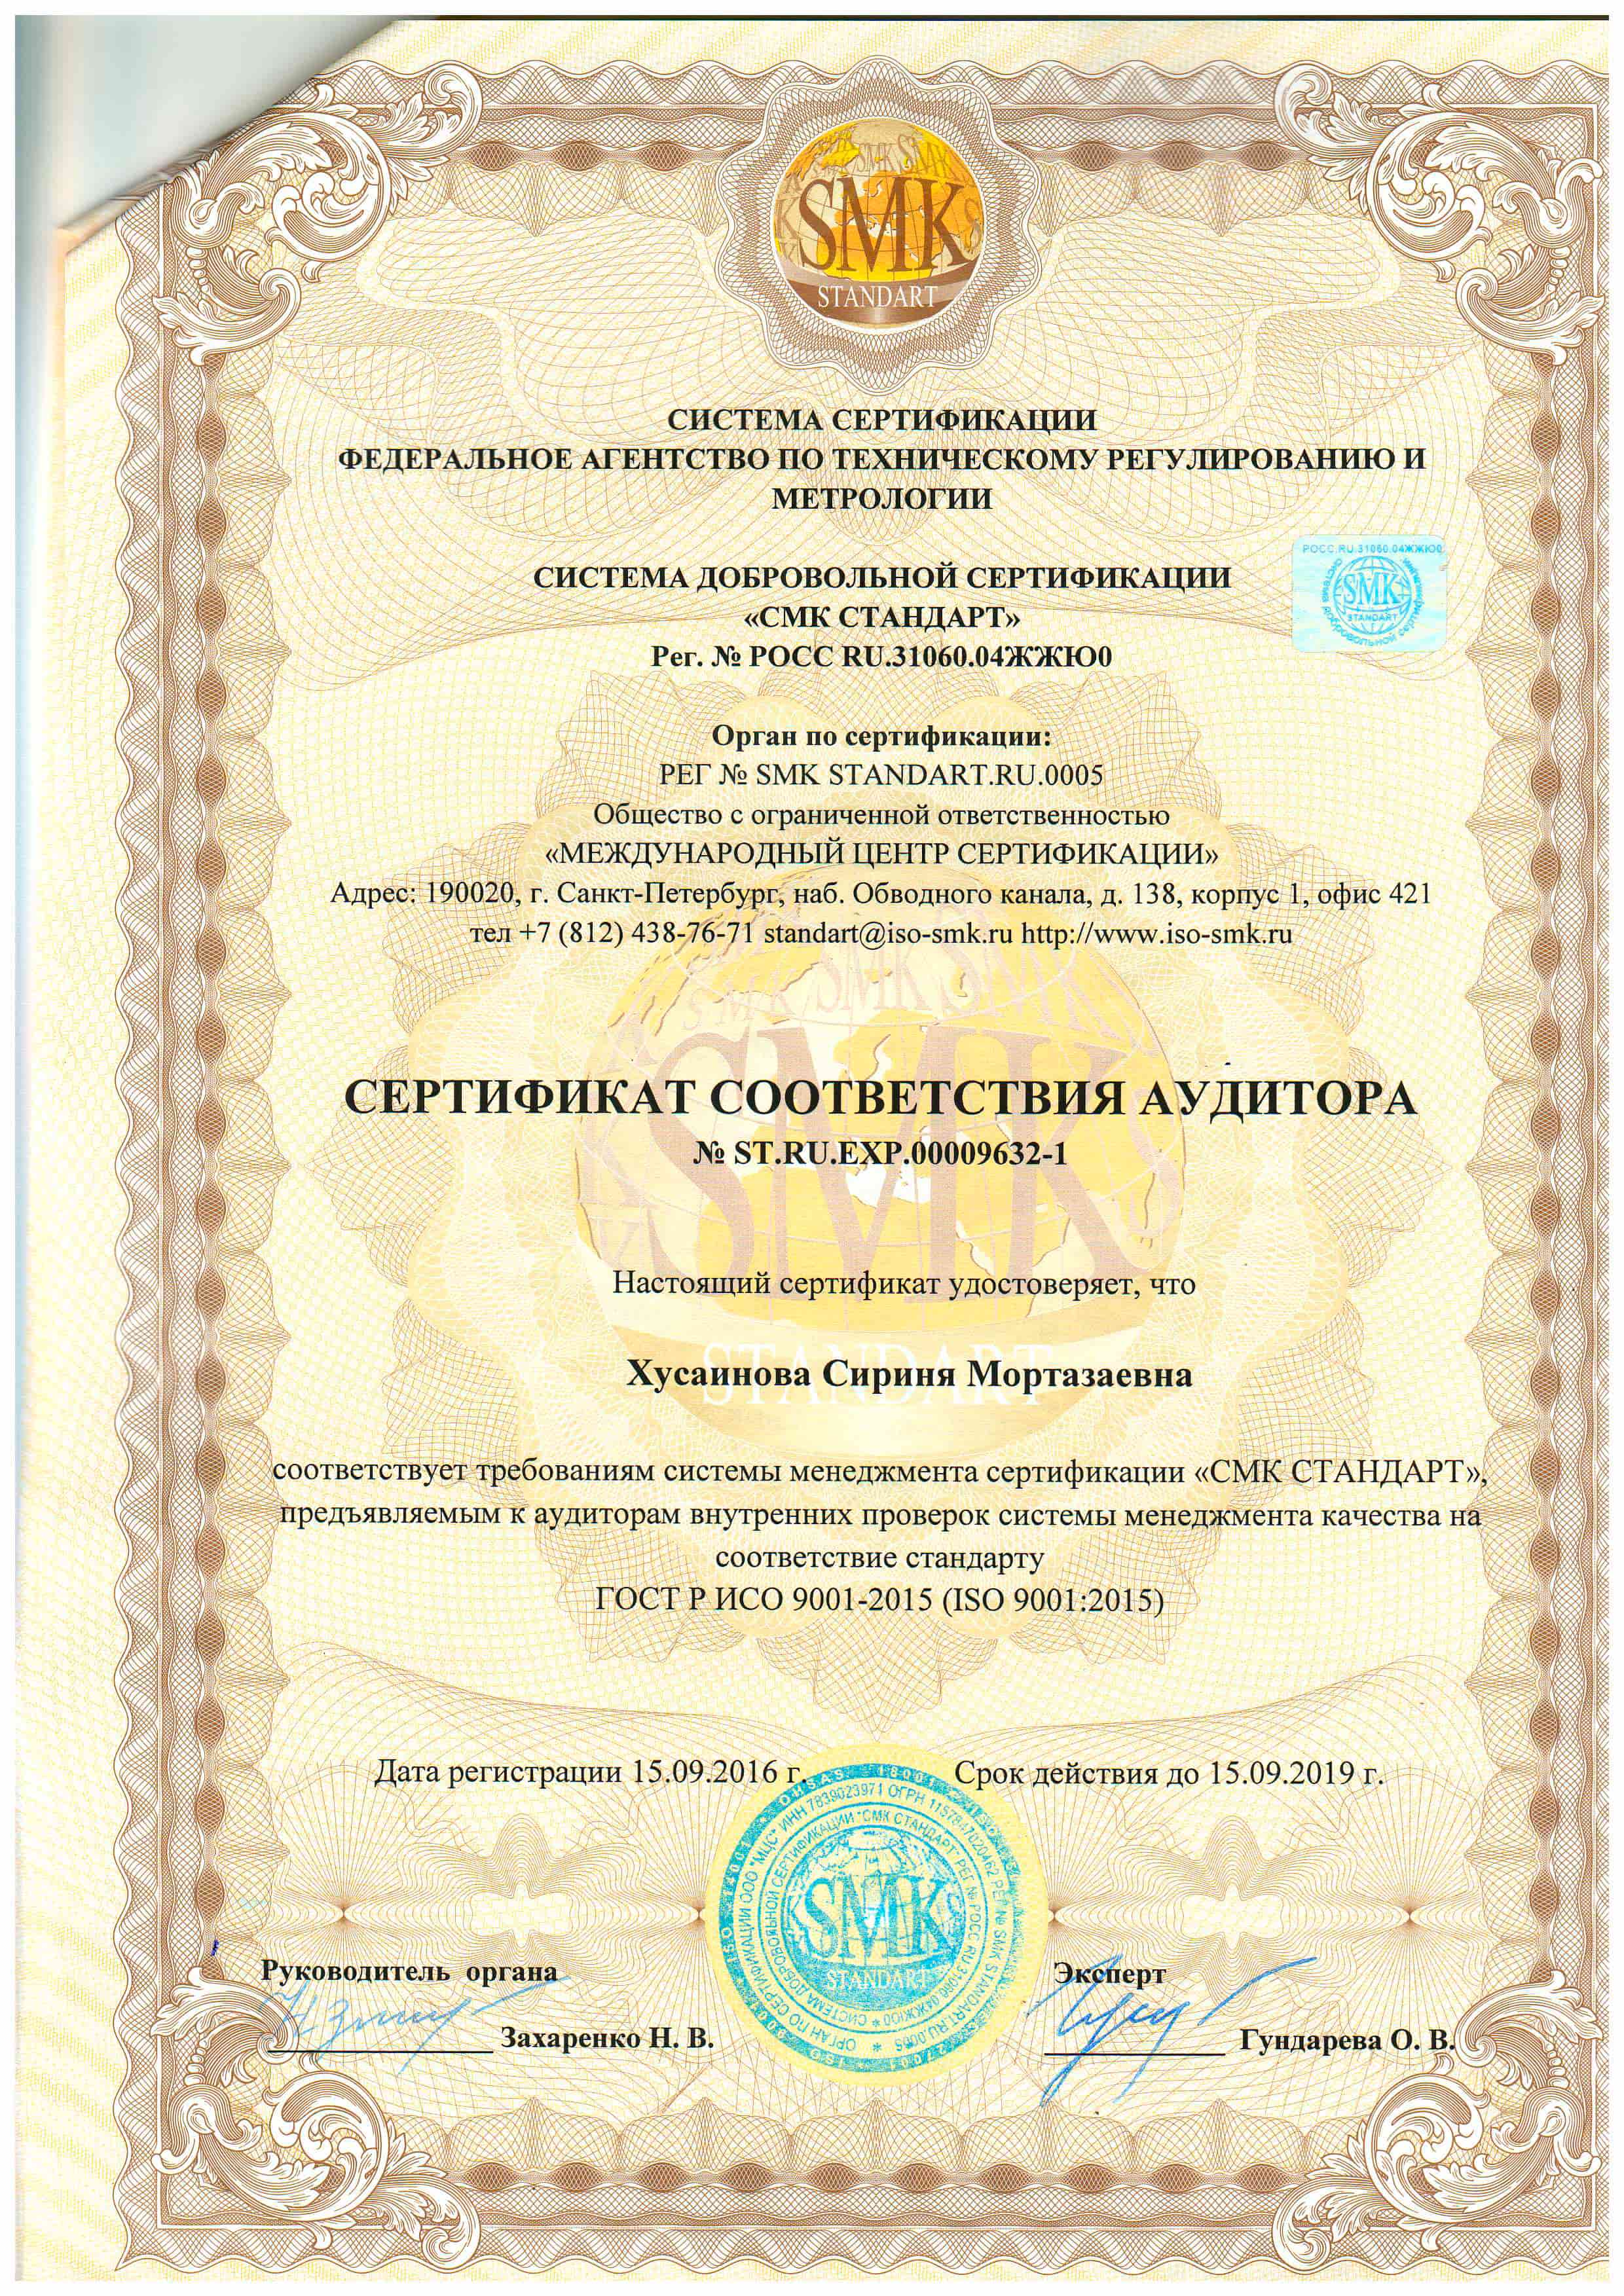 SMK
STANDART
СИСТЕМА СЕРТИФИКАЦИИ
ФЕДЕРАЛЬНОЕ АГЕНТСТВО ПО ТЕХНИЧЕСКОМУ РЕГУЛИРОВАНИЮ И
МЕТРОЛОГИИ
РОСС RU.31060.04ЖЖЮ0
SMK
STANDART
СИСТЕМА ДОБРОВОЛЬНОЙ СЕРТИФИКАЦИИ
«СМК СТАНДАРТ»
Рег. № РОСС RU.31060.04ЖЖЮ0
Орган по сертификации:
РЕГ № SMK STANDART.RU.0005
Общество с ограниченной ответственностью
«МЕЖДУНАРОДНЫЙ ЦЕНТР СЕРТИФИКАЦИИ»
Адрес: 190020, г. Санкт-Петербург, наб. Обводного канала, д. 138, корпус 1, офис 421
тел +7 (812) 438-76-71 standart@iso-smk.ru http://www.iso-smk.ru
СЕРТИФИКАТ СООТВЕТСТВИЯ АУДИТОРА
№ ST.RU.EXP.00009632-1
Настоящий сертификат удостоверяет, что
Хусаинова Сириня Мортазаевна
соответствует требованиям системы менеджмента сертификации «СМК СТАНДАРТ»,
предъявляемым к аудиторам внутренних проверок системы менеджмента качества на
соответствие стандарту
ГОСТ Р ИСО 9001-2015 (ISO 9001:2015)
Дата регистрации 15.09.2016 г.
Срок действия до 15.09.2019 г.
ОРГАН ПО СЕРТИФИКАЦИИ ООО "МЦС" ИНН 7839023971 ОГРН 1157847020462 РЕГ № SMK STANDART.RU.0005
СИСТЕМА ДОБРОВОЛЬНОЙ СЕРТИФИКАЦИИ "СМК СТАНДАРТ" РЕГ № РОСС RU.31060.04ЖЖЮ0
SMK
STANDART
Руководитель органа
Захаренко Н. В.
Эксперт
Гундарева О. В.